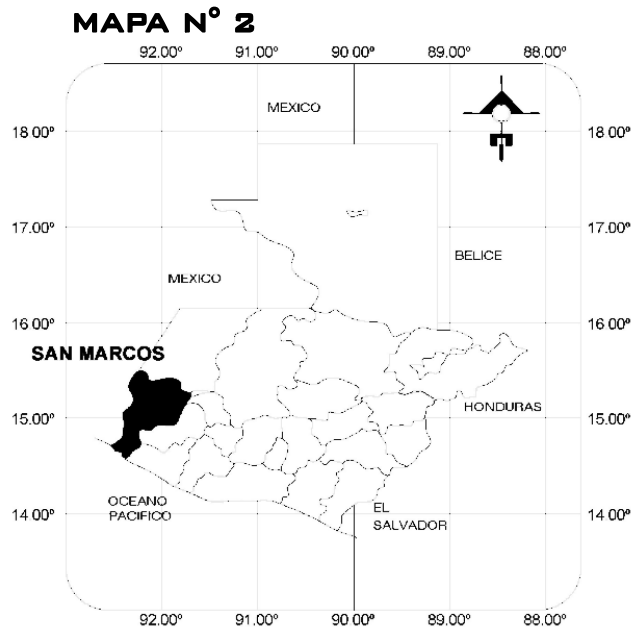 MAPA N° 2
92.00° 91.00° 90.00° 89.00° 88.00°
MEXICO
18.00° 18.00°
17.00° 17.00°
BELICE
MEXICO
16.00° 16.00°
SAN MARCOS
HONDURAS
15.00° 15.00°
OCEANO
PACIFICO
EL
SALVADOR
14.00° 14.00°
92.00° 91.00° 90.00° 89.00° 88.00°